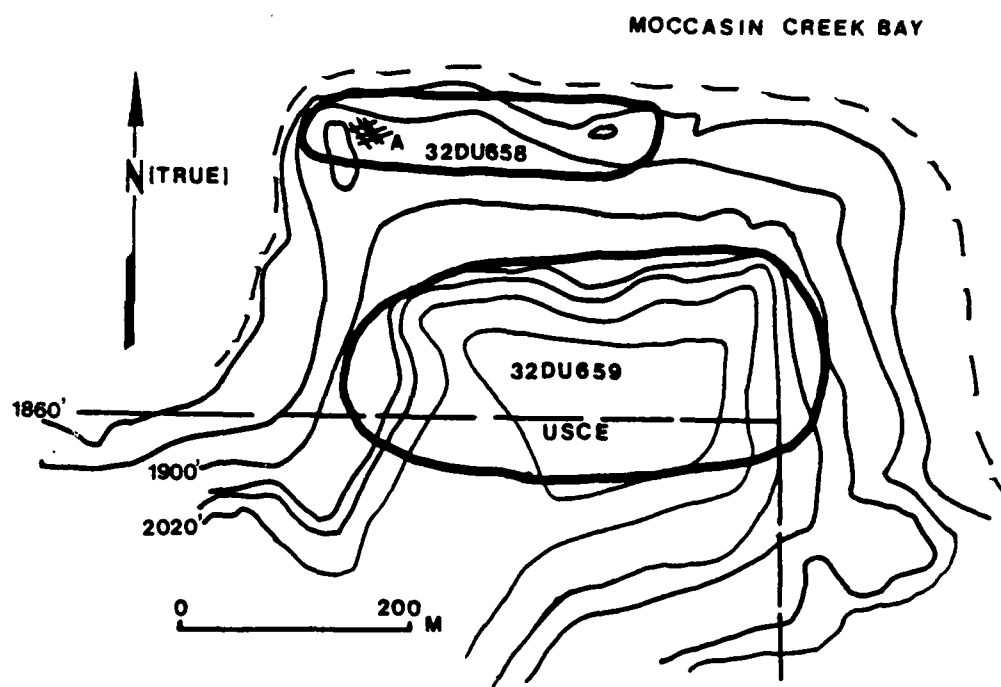 MOCCASIN CREEK BAY
A
32DU658
N (TRUE)
32DU659
1860'
USCE
1900'
2020'
0 200
M